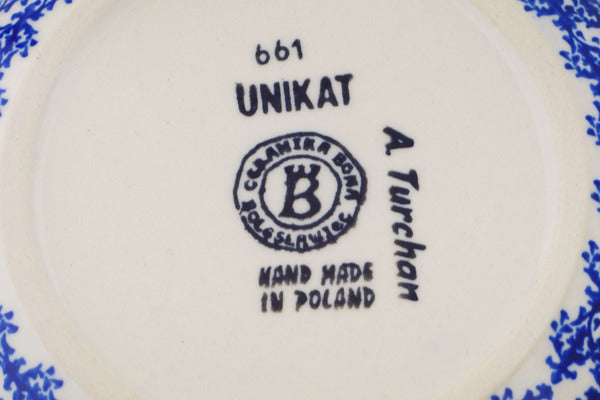 661
UNIKAT
CERAMIKA BONA
BOLESŁAWIEC
B
HAND MADE
IN POLAND
A. Turchan